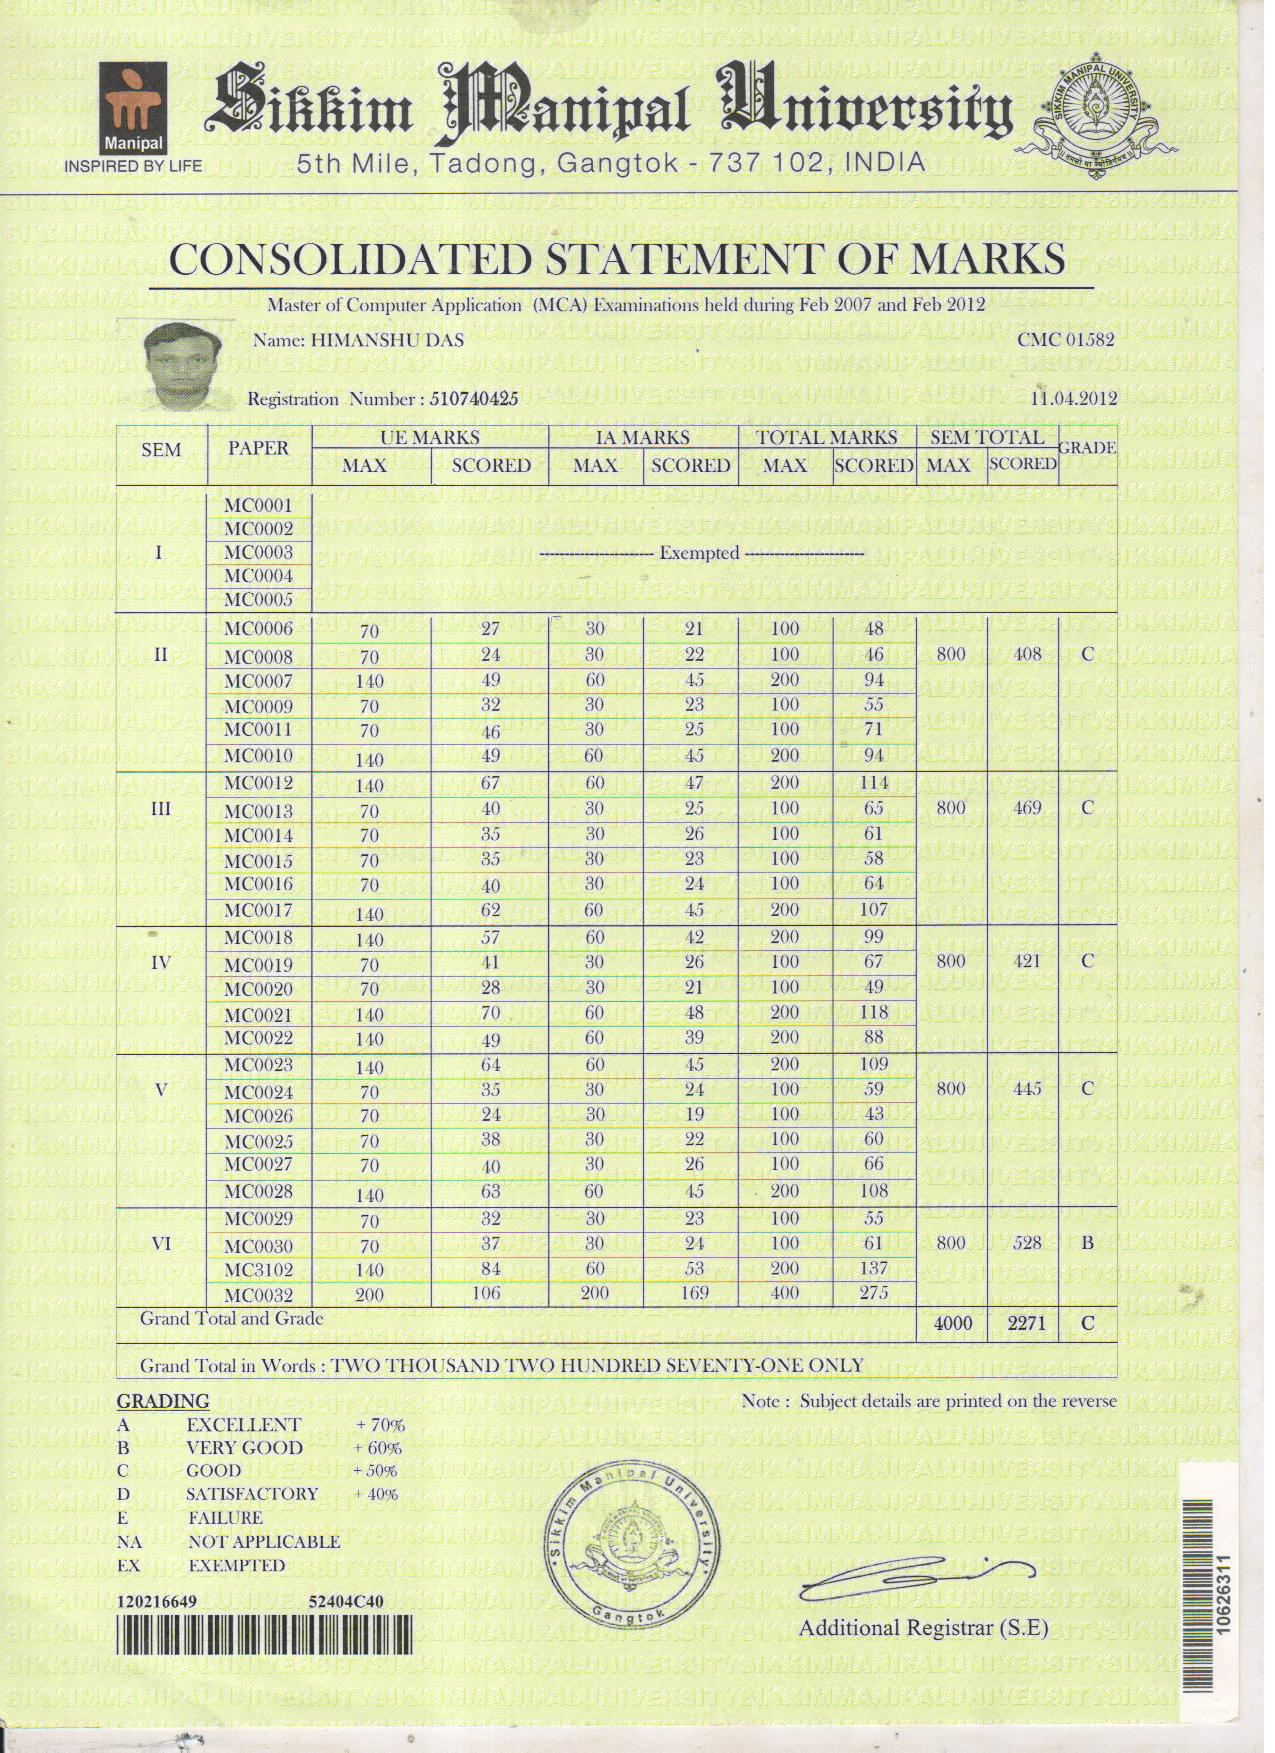 Manipal
INSPIRED BY LIFE
Sikkim Manipal University
5th Mile, Tadong, Gangtok - 737 102, INDIA
SIKKIM MANIPAL UNIVERSITY
CONSOLIDATED STATEMENT OF MARKS
Master of Computer Application (MCA) Examinations held during Feb 2007 and Feb 2012
Name: HIMANSHU DAS CMC 01582
Registration Number : 510740425 11.04.2012
SEM PAPER UE MARKS IA MARKS TOTAL MARKS SEM TOTAL GRADE
MAX SCORED MAX SCORED MAX SCORED MAX SCORED
MC0001
MC0002
I MC0003 Exempted
MC0004
MC0005
MC0006 70 27 30 21 100 48
II MC0008 70 24 30 22 100 46 800 408 C
MC0007 140 49 60 45 200 94
MC0009 70 32 30 23 100 55
MC0011 70 46 30 25 100 71
MC0010 140 49 60 45 200 94
MC0012 140 67 60 47 200 114
III MC0013 70 40 30 25 100 65 800 469 C
MC0014 70 35 30 26 100 61
MC0015 70 35 30 23 100 58
MC0016 70 40 30 24 100 64
MC0017 140 62 60 45 200 107
MC0018 140 57 60 42 200 99
IV MC0019 70 41 30 26 100 67 800 421 C
MC0020 70 28 30 21 100 49
MC0021 140 70 60 48 200 118
MC0022 140 49 60 39 200 88
MC0023 140 64 60 45 200 109
V MC0024 70 35 30 24 100 59 800 445 C
MC0026 70 24 30 19 100 43
MC0025 70 38 30 22 100 60
MC0027 70 40 30 26 100 66
MC0028 140 63 60 45 200 108
MC0029 70 32 30 23 100 55
VI MC0030 70 37 30 24 100 61 800 528 B
MC3102 140 84 60 53 200 137
MC0032 200 106 200 169 400 275
Grand Total and Grade 4000 2271 C
Grand Total in Words : TWO THOUSAND TWO HUNDRED SEVENTY-ONE ONLY
GRADING Note : Subject details are printed on the reverse
A EXCELLENT + 70%
B VERY GOOD + 60%
C GOOD + 50%
D SATISFACTORY + 40%
E FAILURE
NA NOT APPLICABLE
EX EXEMPTED
Sikkim Manipal University
Gangtok
120216649 52404C40
Additional Registrar (S.E)
10626311